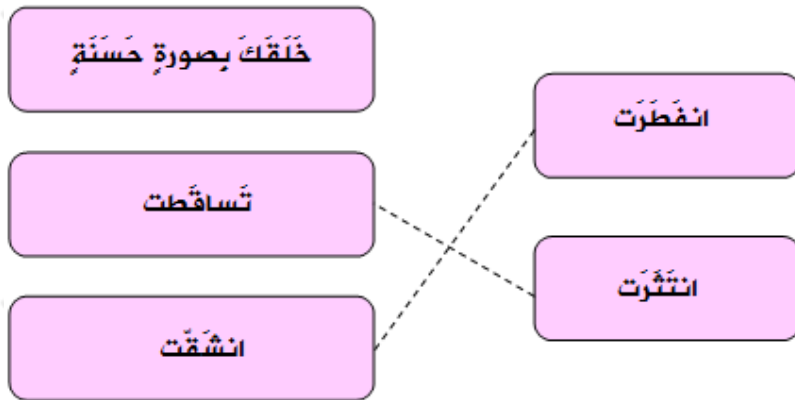 خَلَقَكَ بِصورةٍ حَسَنَةٍ
انفَطَرَت
تَساقَطت
انتَثَرَت
انشَقّت